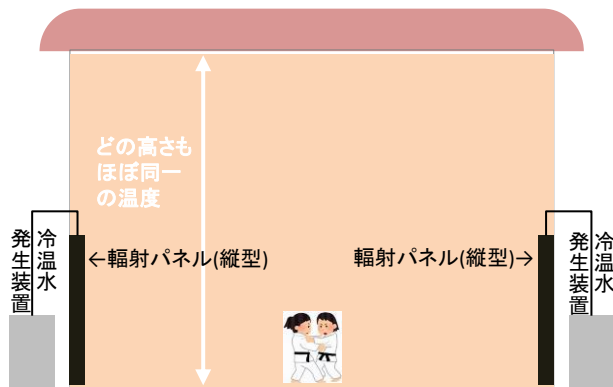 どの高さも
ほぼ同一
の温度
←輻射パネル(縦型)
輻射パネル(縦型)→
冷温水
発生装置
冷温水
発生装置